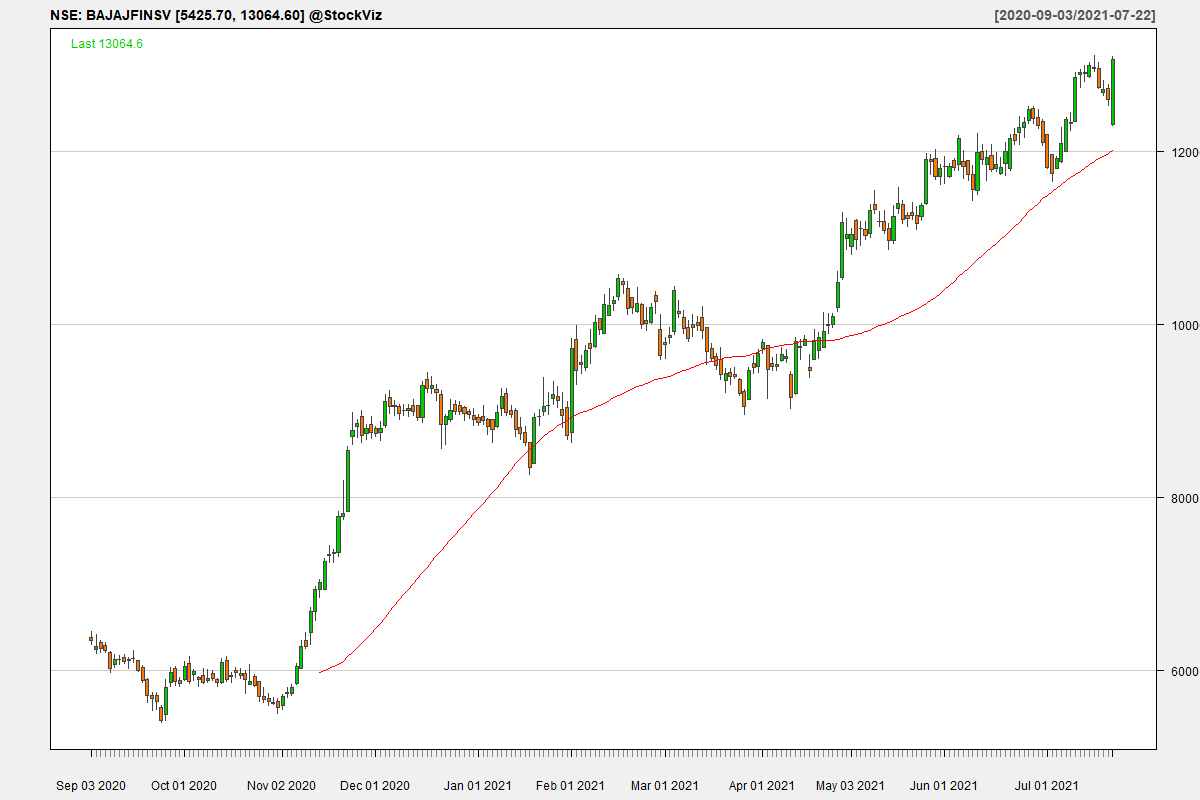 NSE: BAJAJFINSV [5425.70, 13064.60] @StockViz [2020-09-03/2021-07-22]
Last 13064.6
1200
1000
8000
6000
Sep 03 2020 Oct 01 2020 Nov 02 2020 Dec 01 2020 Jan 01 2021 Feb 01 2021 Mar 01 2021 Apr 01 2021 May 03 2021 Jun 01 2021 Jul 01 2021